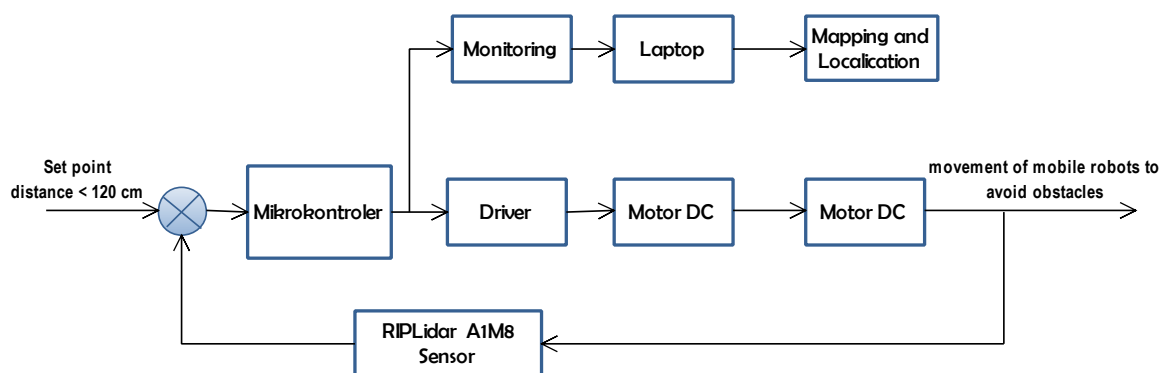 Monitoring
Laptop
Mapping and
Localication
Set point
distance < 120 cm
Mikrokontroler
Driver
Motor DC
Motor DC
movement of mobile robots to
avoid obstacles
RIPLidar A1M8
Sensor